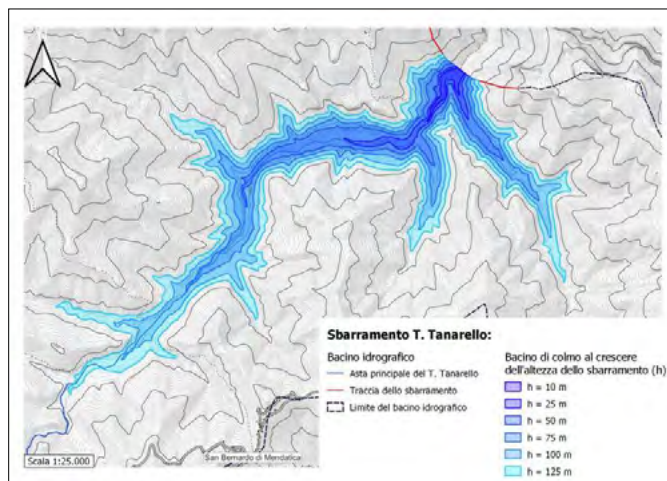 Sbarramento T. Tanarello:
Bacino idrografico
Asta principale del T. Tanarello
Traccia dello sbarramento
Limite del bacino idrografico
Bacino di colmo al crescere
dell'altezza dello sbarramento (h)
h = 10 m
h = 25 m
h = 50 m
h = 75 m
h = 100 m
h = 125 m
Scala 1:25.000
San Bernardo di Mendatica